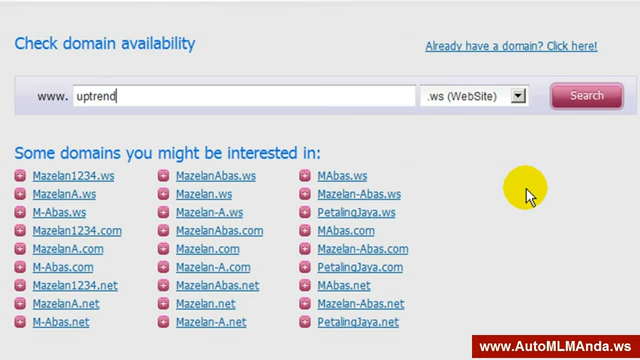 Check domain availability
Already have a domain? Click here!
www. uptrend .ws (WebSite) Search
Some domains you might be interested in:
Mazelan1234.ws MazelanAbas.ws MAbas.ws
MazelanA.ws Mazelan.ws Mazelan-Abas.ws
M-Abas.ws Mazelan-A.ws PetalingJaya.ws
Mazelan1234.com MazelanAbas.com MAbas.com
MazelanA.com Mazelan.com Mazelan-Abas.com
M-Abas.com Mazelan-A.com PetalingJaya.com
Mazelan1234.net MazelanAbas.net MAbas.net
MazelanA.net Mazelan.net Mazelan-Abas.net
M-Abas.net Mazelan-A.net PetalingJaya.net
www.AutoMLMAnda.ws